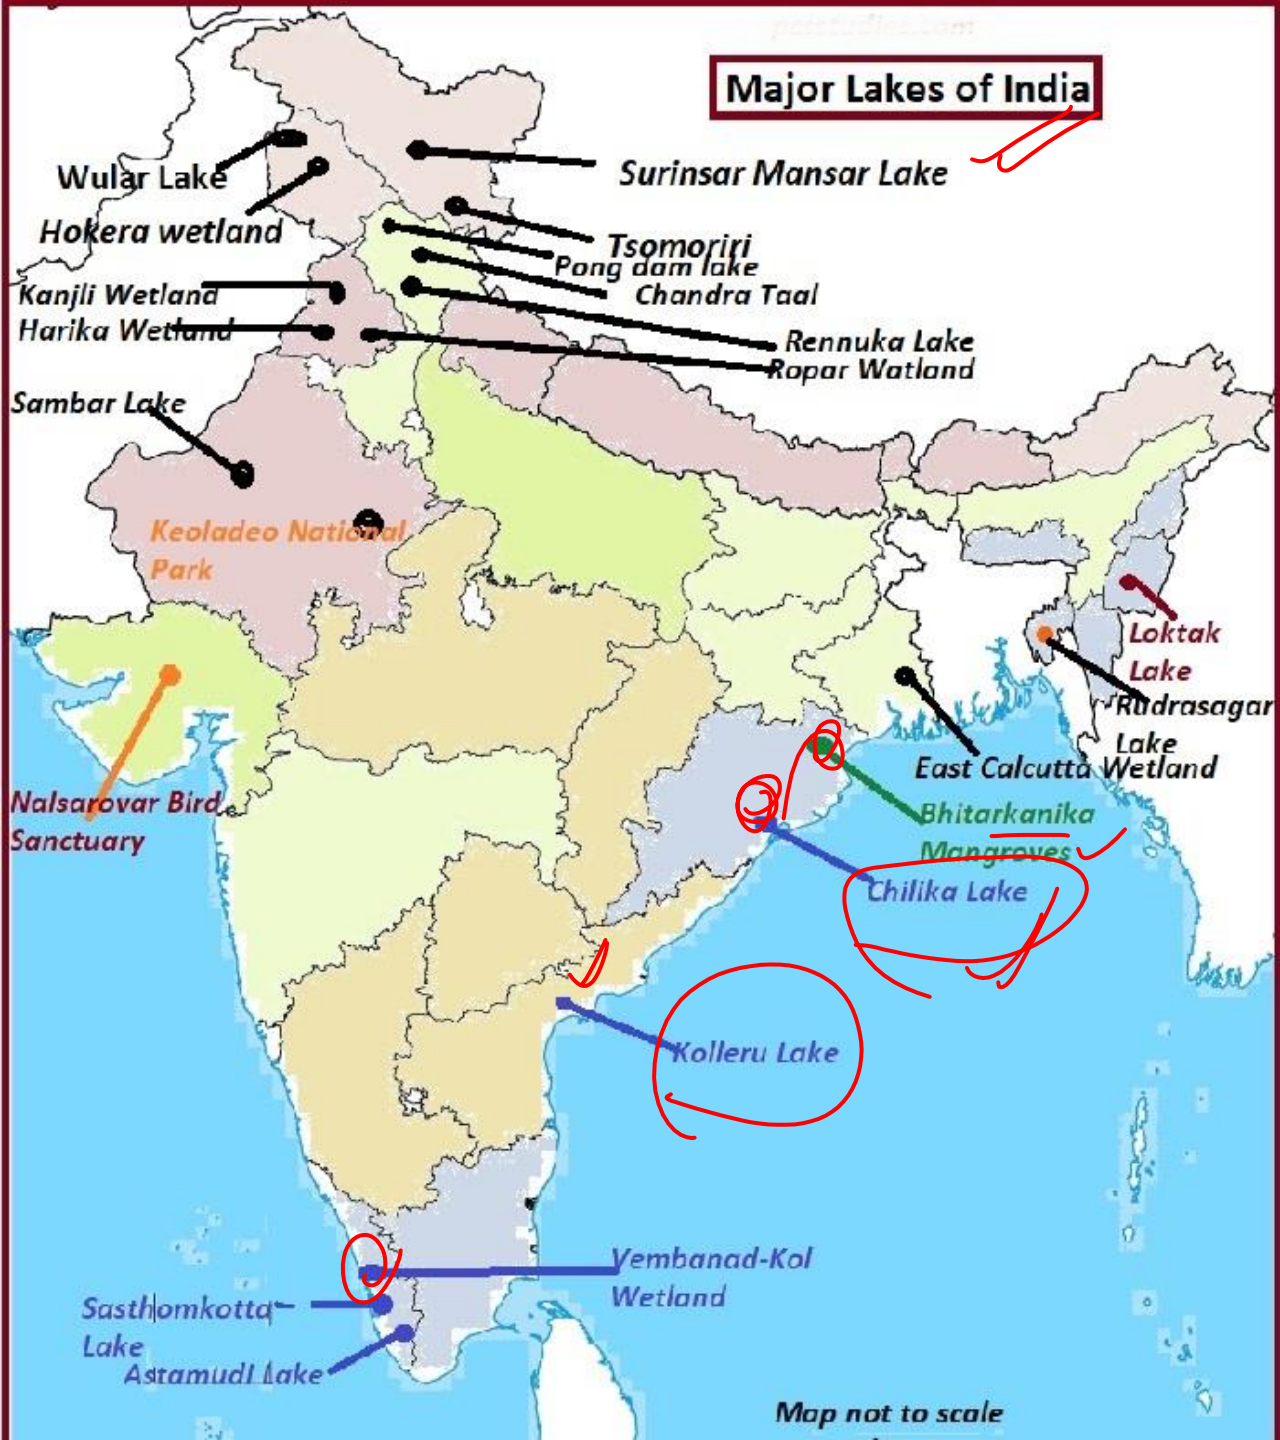 pcsstudies.com
Major Lakes of India
Wular Lake
Surinsar Mansar Lake
Hokera wetland
Tsomoriri
Pong dam lake
Kanjli Wetland
Chandra Taal
Harika Wetland
Rennuka Lake
Ropar Watland
Sambar Lake
Keoladeo National
Park
Loktak
Lake
Rudrasagar
Lake
East Calcutta Wetland
Nalsarovar Bird
Sanctuary
Bhitarkanika
Mangroves
Chilika Lake
Kolleru Lake
Vembanad-Kol
Wetland
Sasthomkotta
Lake
Astamudi Lake
Map not to scale